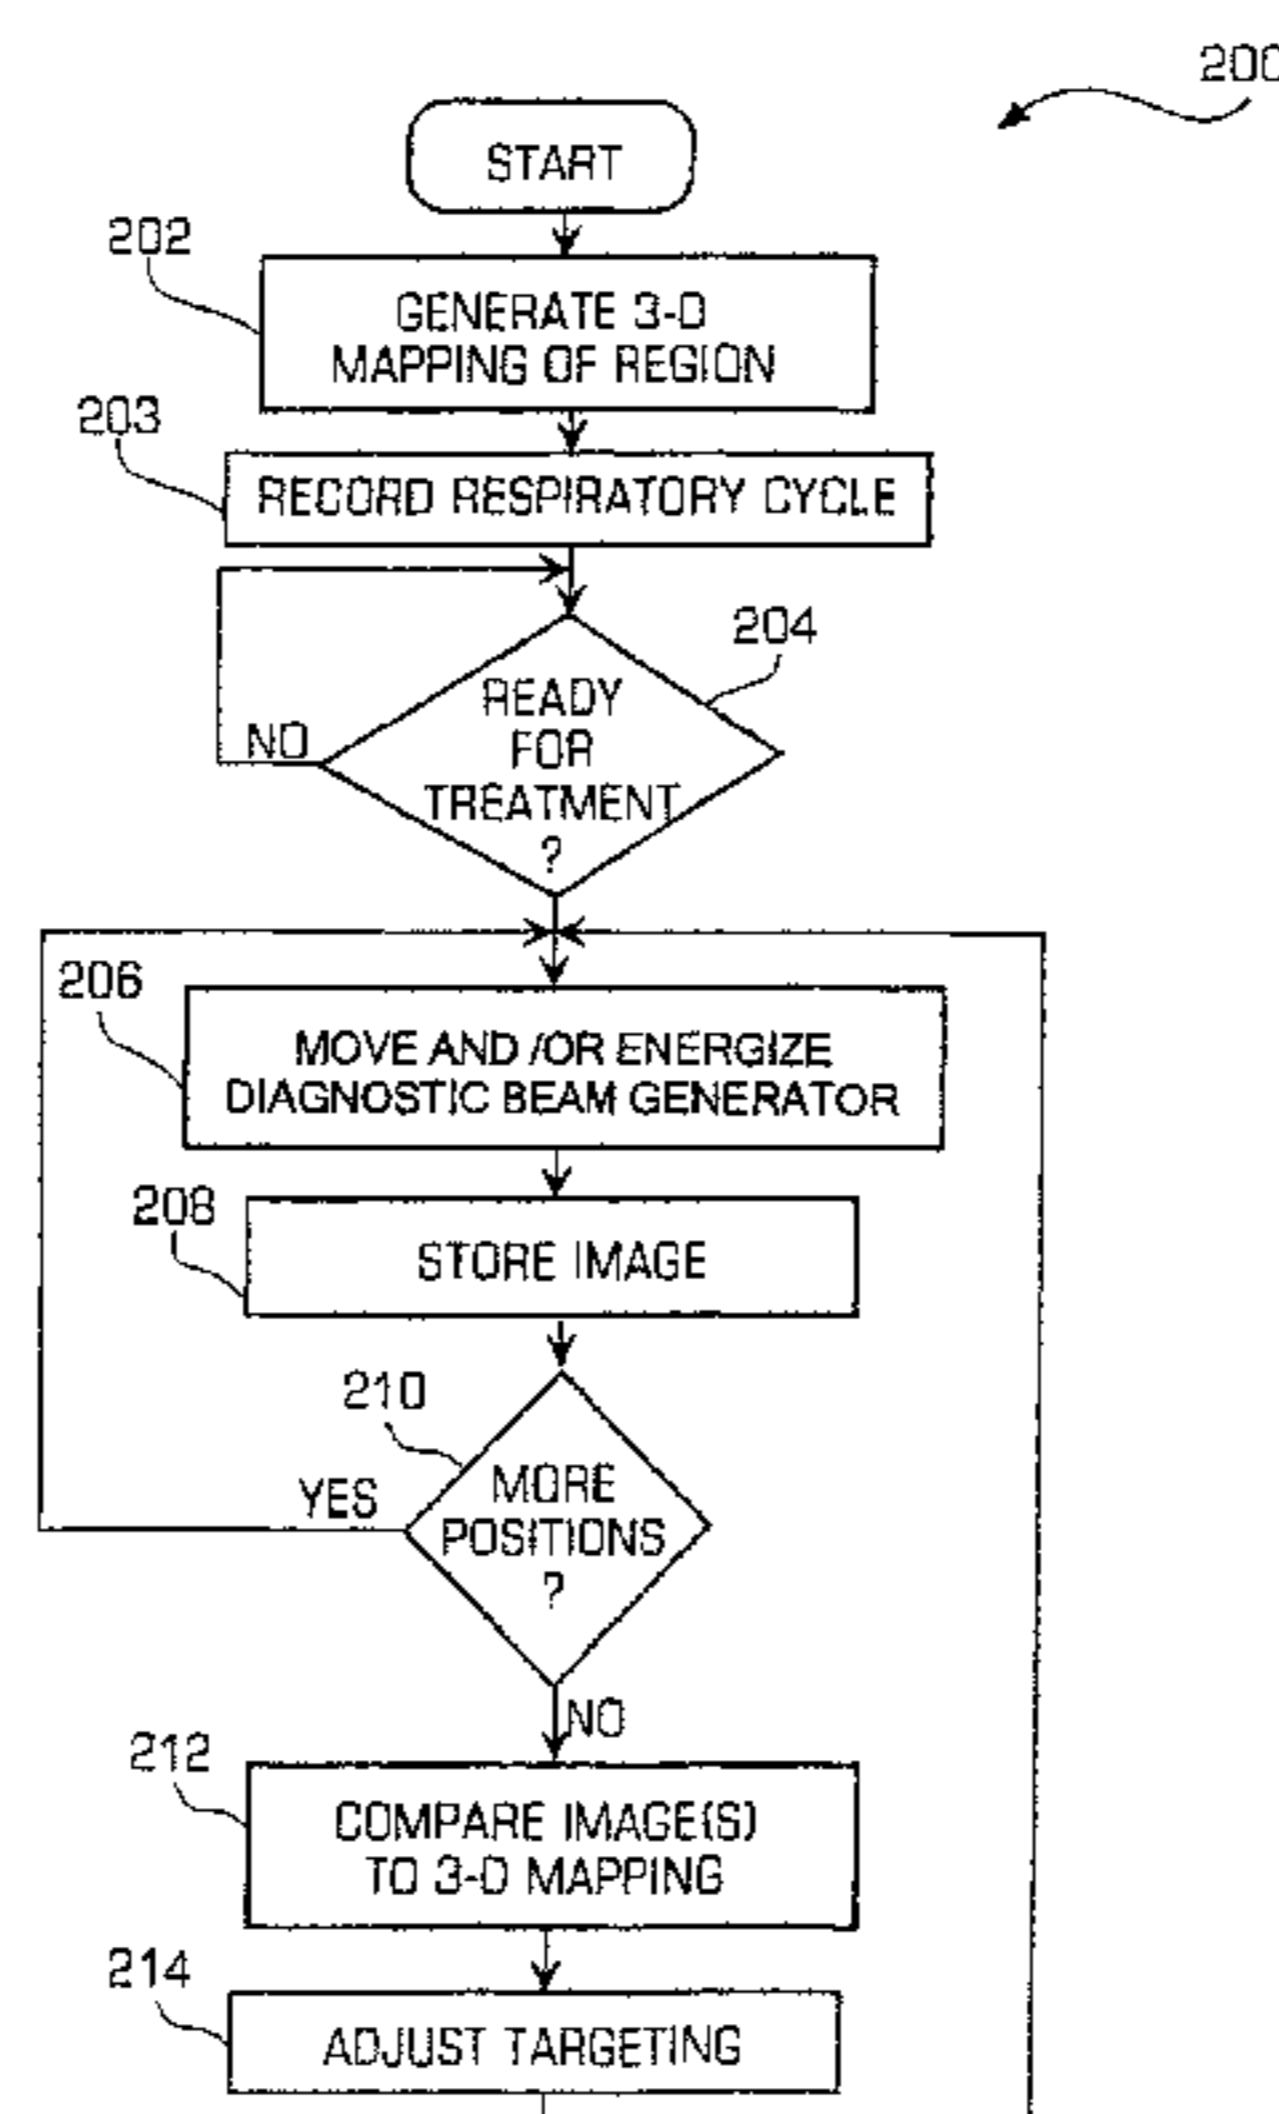 200
START
202
GENERATE 3-D
MAPPING OF REGION
203
RECORD RESPIRATORY CYCLE
204
READY
FOR
TREATMENT
?
NO
206
MOVE AND /OR ENERGIZE
DIAGNOSTIC BEAM GENERATOR
208
STORE IMAGE
210
MORE
POSITIONS
?
YES
NO
212
COMPARE IMAGE(S)
TO 3-D MAPPING
214
ADJUST TARGETING